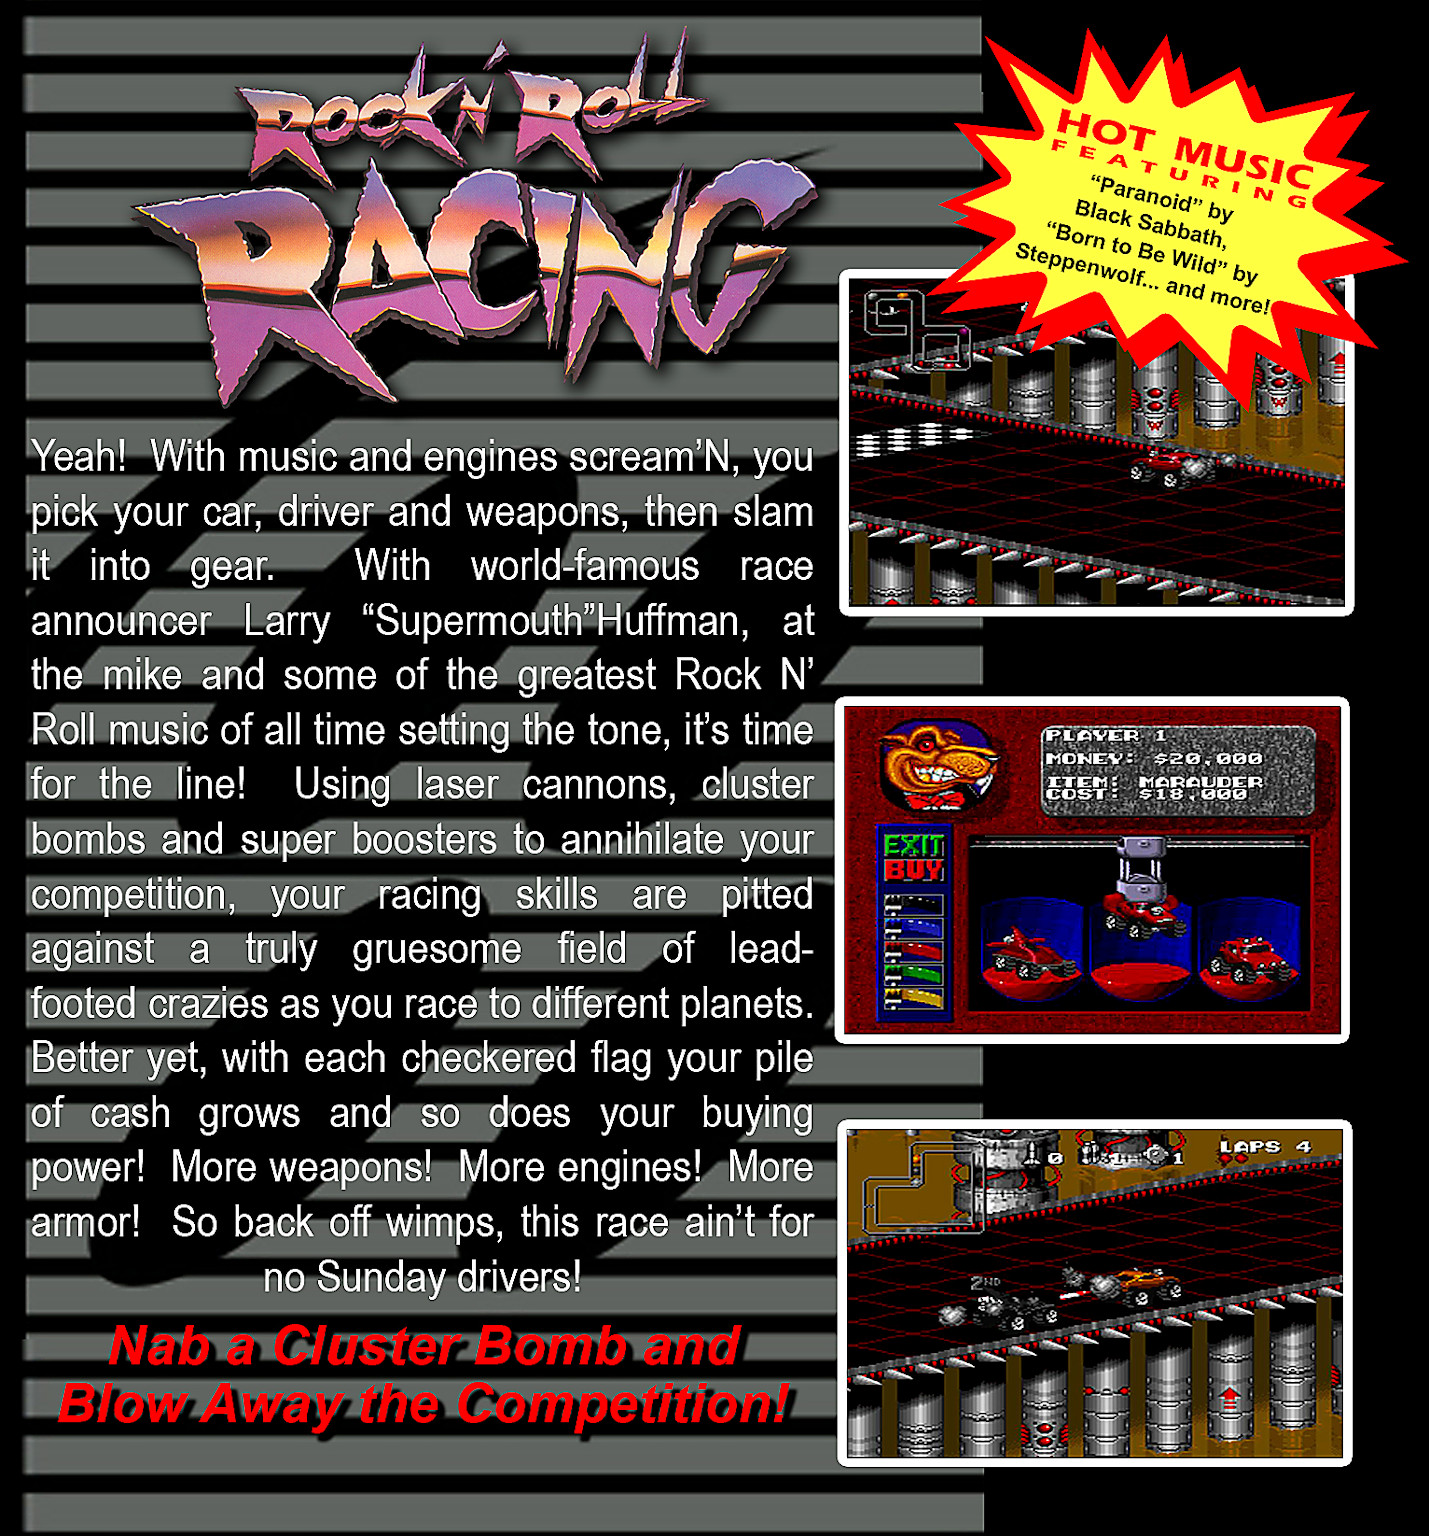 ROCK N' ROLL
RACING
HOT MUSIC
FEATURING
“Paranoid” by
Black Sabbath,
“Born to Be Wild” by
Steppenwolf... and more!
Yeah! With music and engines scream’N, you
pick your car, driver and weapons, then slam
it into gear. With world-famous race
announcer Larry “Supermouth”Huffman, at
the mike and some of the greatest Rock N’
Roll music of all time setting the tone, it’s time
for the line! Using laser cannons, cluster
bombs and super boosters to annihilate your
competition, your racing skills are pitted
against a truly gruesome field of lead-
footed crazies as you race to different planets.
Better yet, with each checkered flag your pile
of cash grows and so does your buying
power! More weapons! More engines! More
armor! So back off wimps, this race ain’t for
no Sunday drivers!
Nab a Cluster Bomb and
Blow Away the Competition!
PLAYER 1
MONEY: $20,000
ITEM: MARAUDER
COST: $18,000
EXIT
BUY
0 1 LAPS 4
2ND